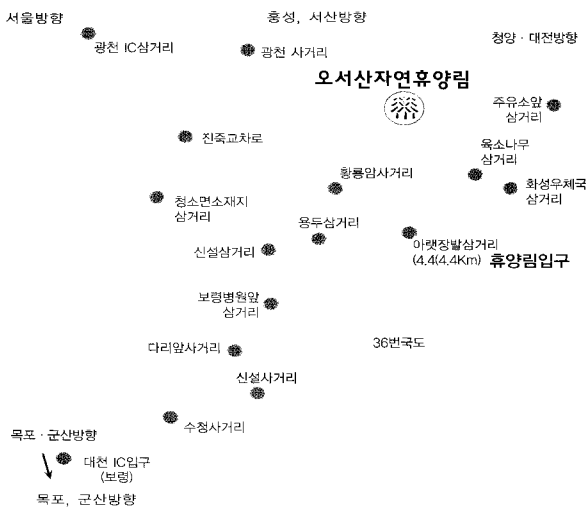 서울방향
홍성, 서산방향
광천 IC삼거리
광천 사거리
청양 · 대전방향
오서산자연휴양림
주유소앞
삼거리
진죽교차로
육소나무
삼거리
황룡암사거리
화성우체국
삼거리
청소면소재지
삼거리
용두삼거리
신설삼거리
아랫장밭삼거리
(4.4(4.4Km) 휴양림입구
보령병원앞
삼거리
다리앞사거리
36번국도
신설사거리
수청사거리
목포 · 군산방향
대천 IC입구
(보령)
목포, 군산방향